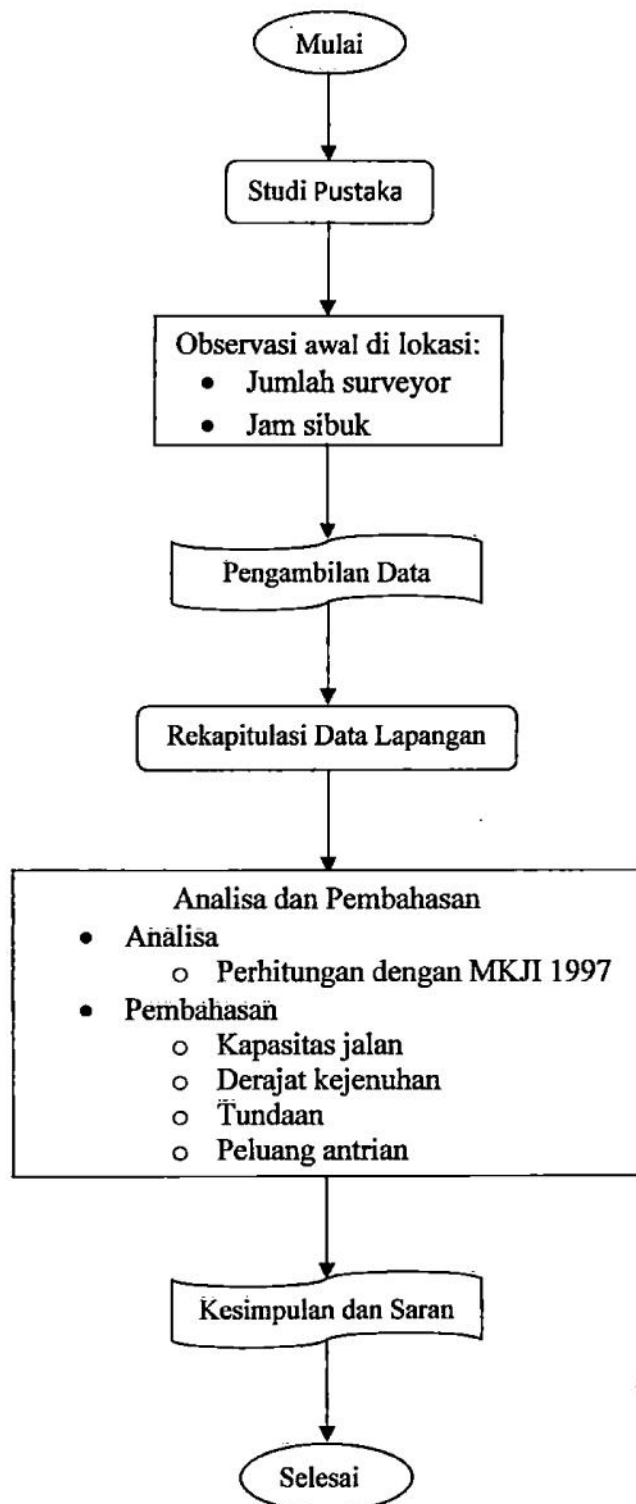 Mulai
Studi Pustaka
Observasi awal di lokasi:
• Jumlah surveyor
• Jam sibuk
Pengambilan Data
Rekapitulasi Data Lapangan
Analisa dan Pembahasan
• Analisa
o Perhitungan dengan MKJI 1997
• Pembahasan
o Kapasitas jalan
o Derajat kejenuhan
o Tundaan
o Peluang antrian
Kesimpulan dan Saran
Selesai